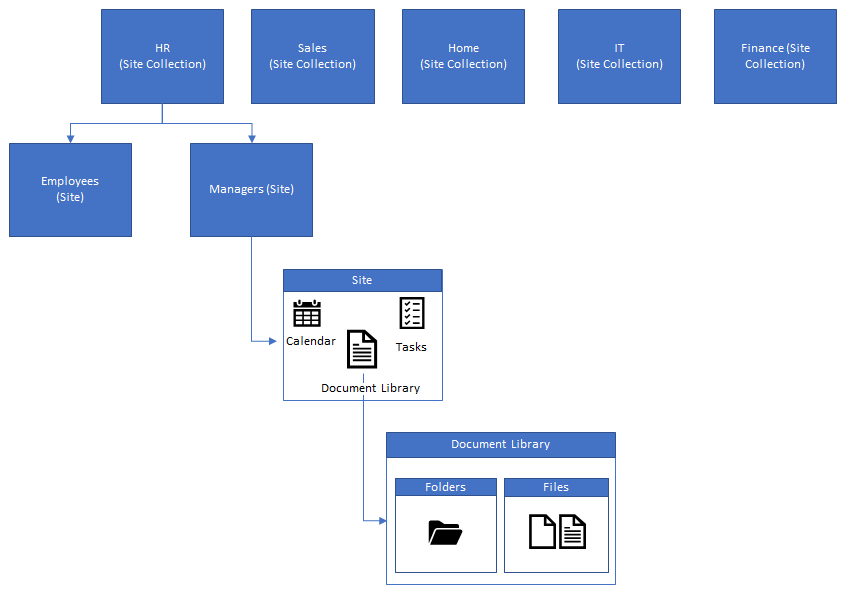 HR
(Site Collection)
Sales
(Site Collection)
Home
(Site Collection)
IT
(Site Collection)
Finance (Site
Collection)
Employees
(Site)
Managers (Site)
Site
Calendar
Tasks
Document Library
Document Library
Folders
Files